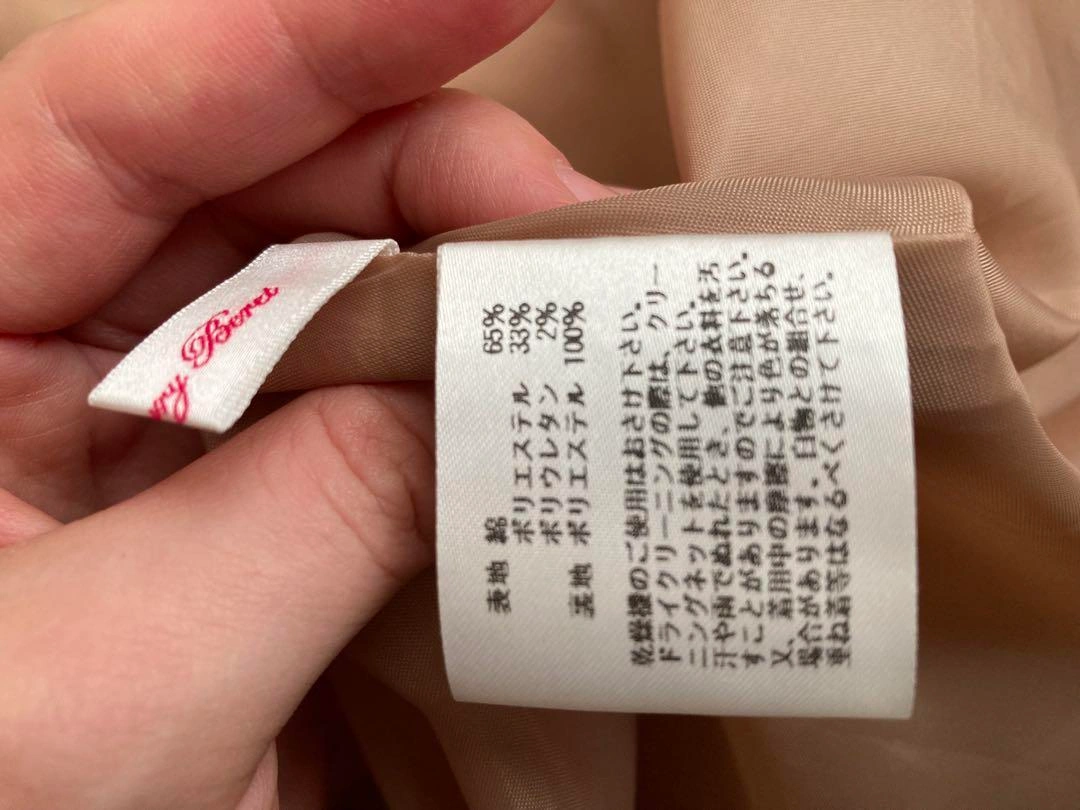 表地 綿 65%
ポリエステル 33%
ポリウレタン 2%
裏地 ポリエステル 100%
乾燥機のご使用はおさけ下さい。
ドライクリーニングの際は、クリー
ニングネットを使用して下さい。
汗や雨でぬれたとき、他の衣料を汚
すことがありますのでご注意下さい。
又、着用中の摩擦により色が落ちる
場合があります。白物との組合せ、
重ね着等はなるべくさけて下さい。